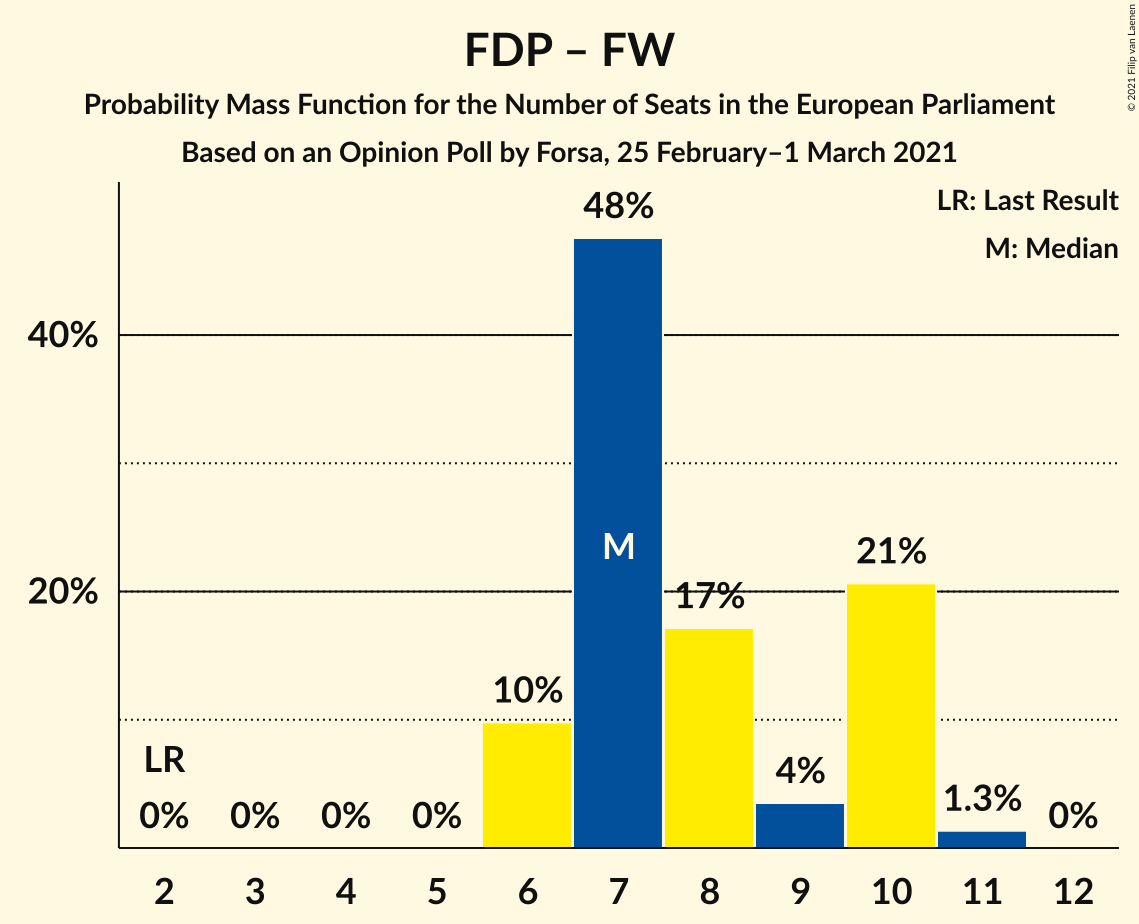 FDP – FW
Probability Mass Function for the Number of Seats in the European Parliament
Based on an Opinion Poll by Forsa, 25 February–1 March 2021
© 2021 Filip van Laenen
LR: Last Result
M: Median
48%
40%
M
21%
20%
17%
10%
LR
4%
1.3%
0% 0% 0% 0% 0%
2 3 4 5 6 7 8 9 10 11 12